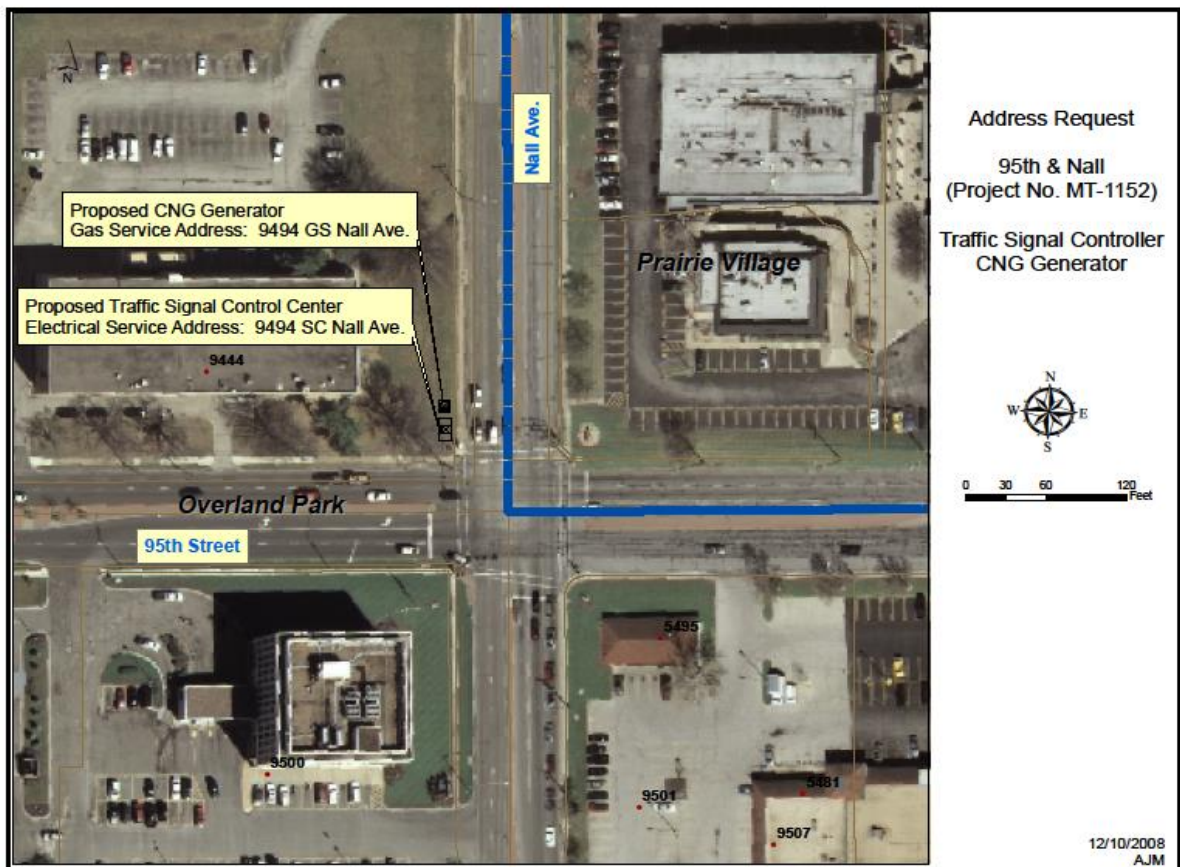 N
Nall Ave.
Proposed CNG Generator
Gas Service Address: 9494 GS Nall Ave.
Prairie Village
Proposed Traffic Signal Control Center
Electrical Service Address: 9494 SC Nall Ave.
9444
Overland Park
95th Street
5495
9500
9501
5481
9507
Address Request
95th & Nall
(Project No. MT-1152)
Traffic Signal Controller
CNG Generator
N
W E
S
0 30 60 120
Feet
12/10/2008
AJM